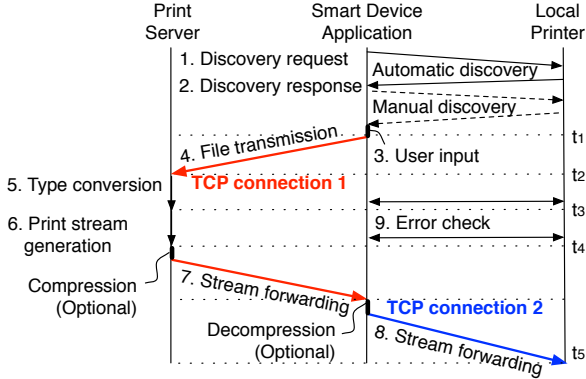 Print
Server
Smart Device
Application
Local
Printer
1. Discovery request
Automatic discovery
2. Discovery response
Manual discovery
t1
4. File transmission
3. User input
t2
5. Type conversion
TCP connection 1
t3
6. Print stream
generation
9. Error check
t4
Compression
(Optional)
7. Stream forwarding
TCP connection 2
Decompression
(Optional)
8. Stream forwarding
t5